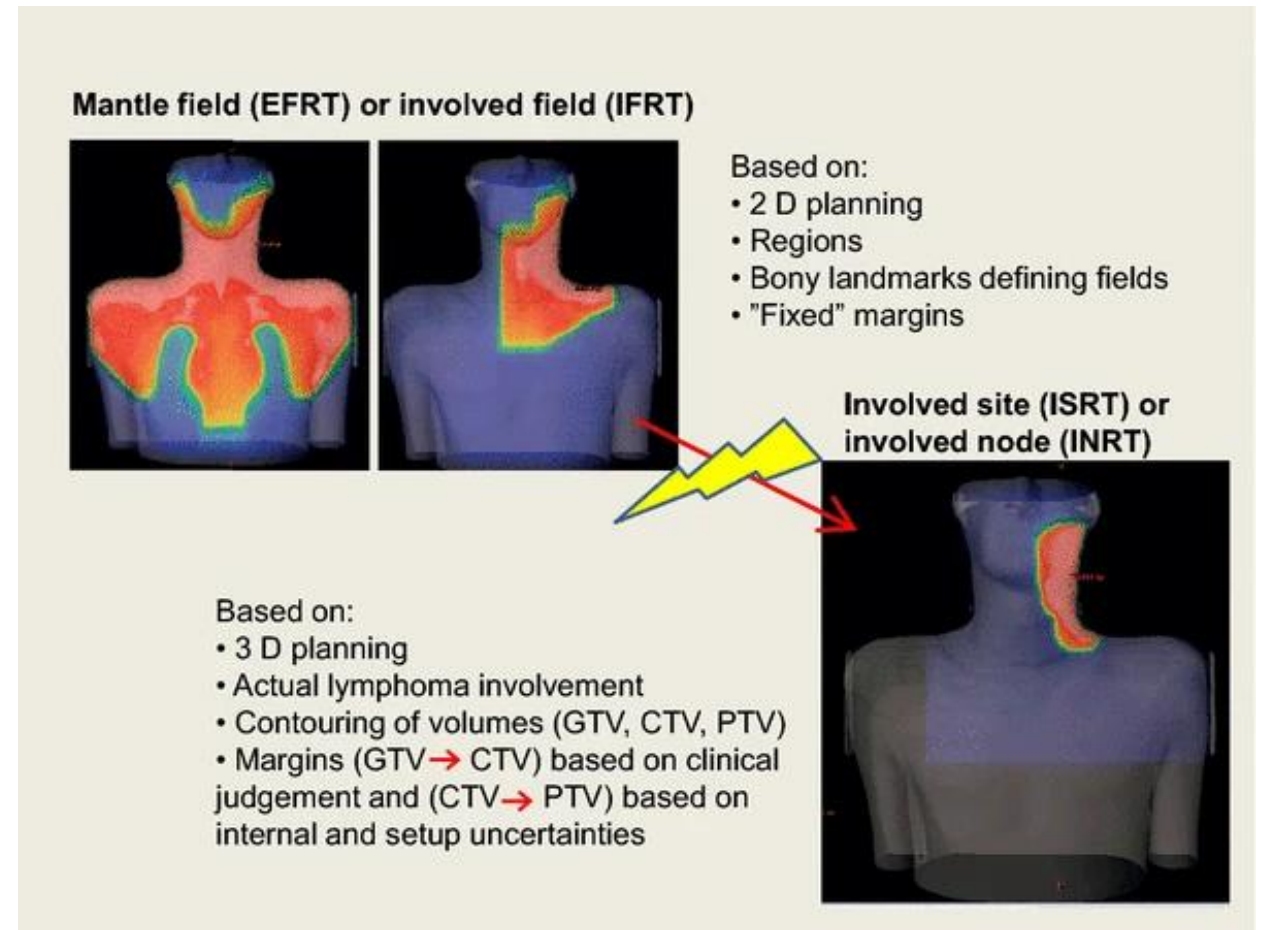 Mantle field (EFRT) or involved field (IFRT)
Based on:
• 2 D planning
• Regions
• Bony landmarks defining fields
• ”Fixed” margins
Involved site (ISRT) or
involved node (INRT)
Based on:
• 3 D planning
• Actual lymphoma involvement
• Contouring of volumes (GTV, CTV, PTV)
• Margins (GTV→ CTV) based on clinical
judgement and (CTV→ PTV) based on
internal and setup uncertainties